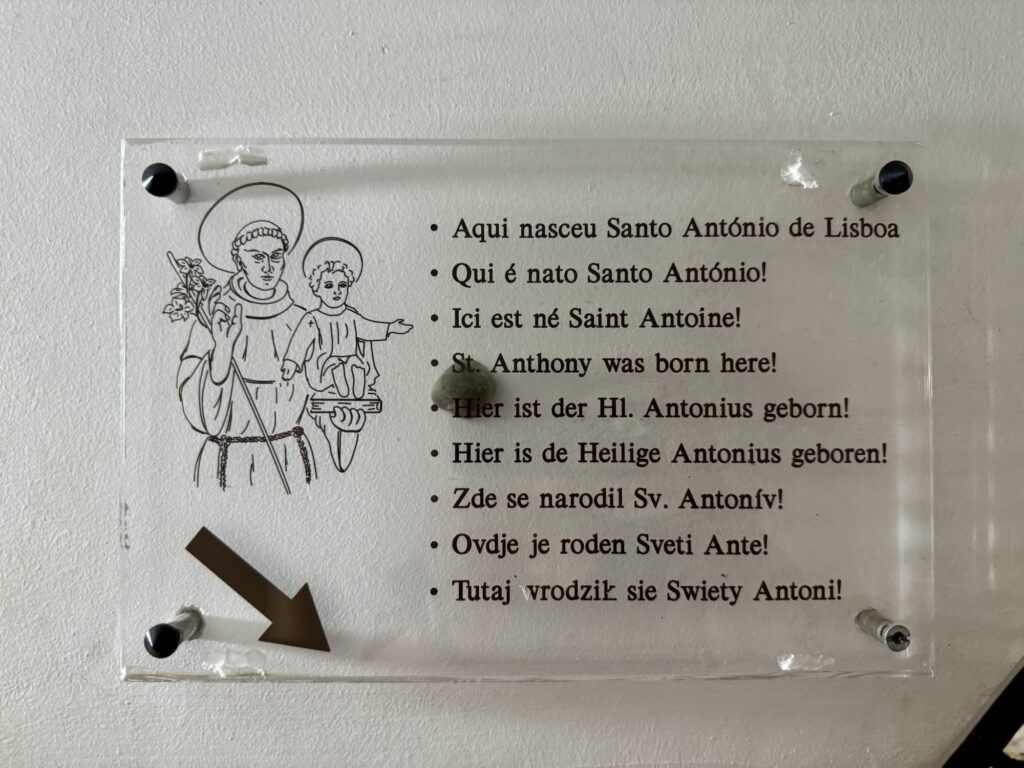 • Aqui nasceu Santo António de Lisboa
• Qui é nato Santo António!
• Ici est né Saint Antoine!
• St. Anthony was born here!
• Hier ist der Hl. Antonius geborn!
• Hier is de Heilige Antonius geboren!
• Zde se narodil Sv. Antonív!
• Ovdje je roden Sveti Ante!
• Tutaj vrodził sie Swiety Antoni!